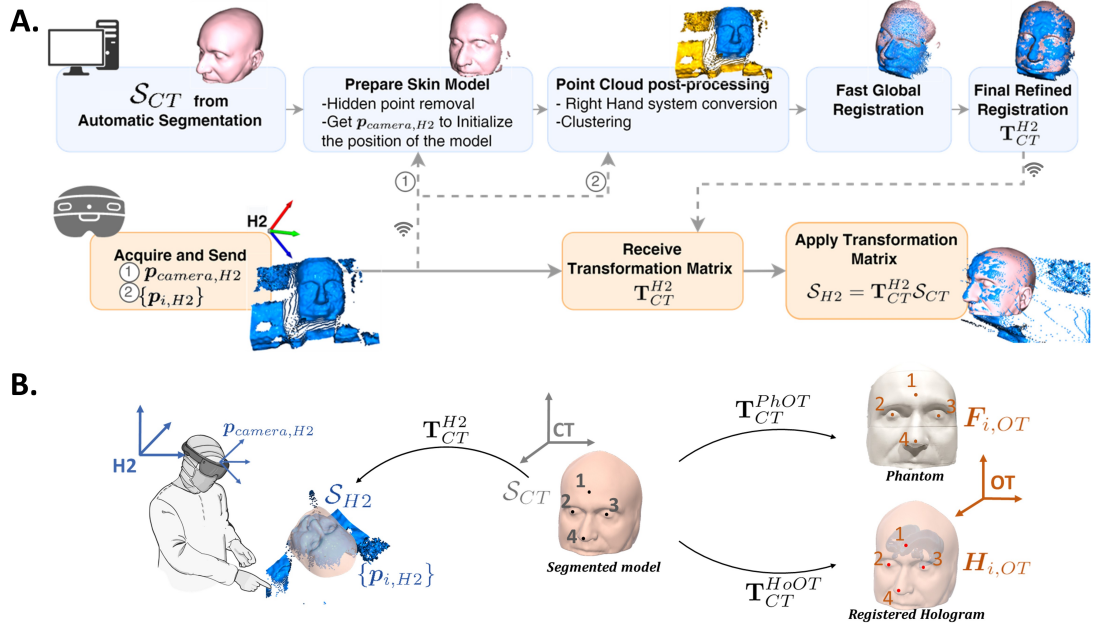 A.
S_CT from
Automatic Segmentation
Prepare Skin Model
-Hidden point removal
-Get p_camera,H2 to Initialize
the position of the model
Point Cloud post-processing
- Right Hand system conversion
- Clustering
Fast Global
Registration
Final Refined
Registration
T_CT^H2
1
2
H2
Acquire and Send
1 p_camera,H2
2 {p_i,H2}
Receive
Transformation Matrix
T_CT^H2
Apply Transformation
Matrix
S_H2 = T_CT^H2 S_CT
B.
H2
p_camera,H2
T_CT^H2
S_H2
{p_i,H2}
CT
S_CT
1
2
3
4
Segmented model
T_CT^PhOT
T_CT^HoOT
1
2
3
4
F_i,OT
Phantom
OT
1
2
3
4
H_i,OT
Registered Hologram